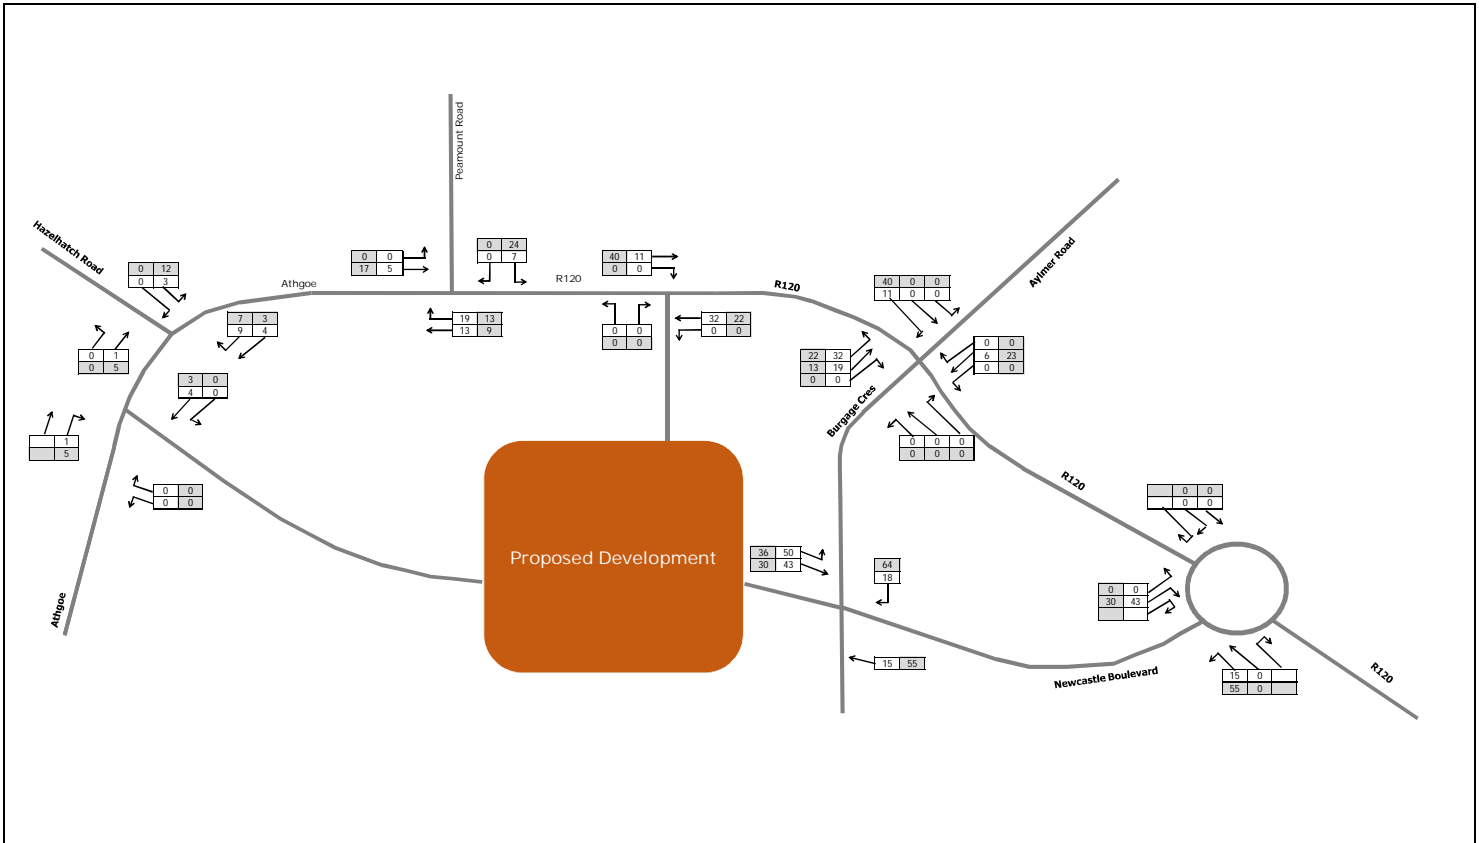 Peamount Road
Hazelhatch Road
Aylmer Road
0 12
0 3
0 0
17 5
0 24
0 7
40 11
0 0
Athgoe
R120
R120
40 0 0
11 0 0
7 3
9 4
19 13
13 9
0 0
0 0
32 22
0 0
0 1
0 5
22 32
13 19
0 0
0 0
6 23
0 0
3 0
4 0
Burgage Cres
1
5
0 0 0
0 0 0
R120
0 0
0 0
0 0
0 0
Proposed Development
36 50
30 43
64
18
0 0
30 43
Athgoe
15 55
Newcastle Boulevard
15 0
55 0
R120